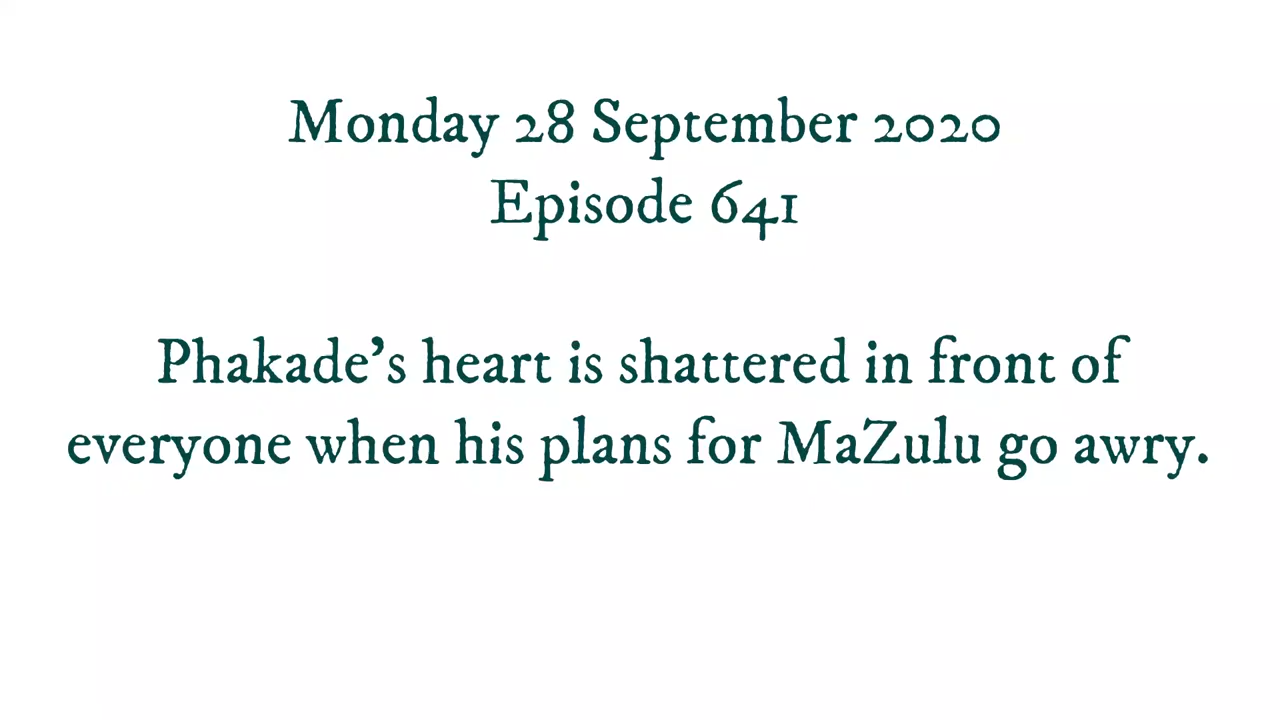 Monday 28 September 2020
Episode 641
Phakade’s heart is shattered in front of
everyone when his plans for MaZulu go awry.